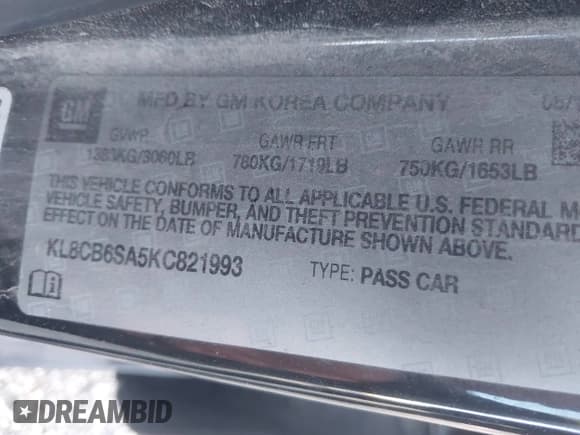 GM MFD BY GM KOREA COMPANY
GVWR GAWR FRT GAWR RR
780KG/1719LB 750KG/1653LB
THIS VEHICLE CONFORMS TO ALL APPLICABLE U.S. FEDERAL
VEHICLE SAFETY, BUMPER, AND THEFT PREVENTION STANDARD
EFFECT ON THE DATE OF MANUFACTURE SHOWN ABOVE.
KL8CB6SA5KC821993 TYPE: PASS CAR
DREAMBID